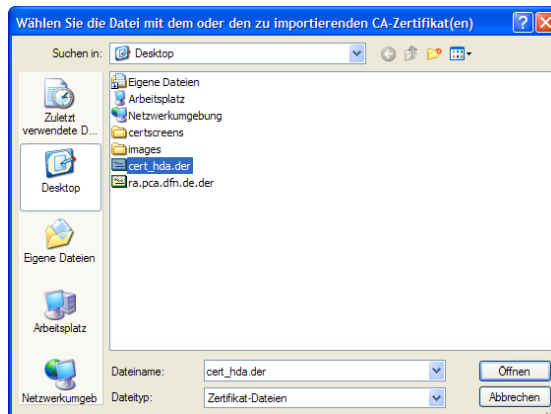 Wählen Sie die Datei mit dem oder den zu importierenden CA-Zertifikat(en)
Suchen in:
Desktop
Zuletzt
verwendete D...
Desktop
Eigene Dateien
Arbeitsplatz
Netzwerkumgeb
Eigene Dateien
Arbeitsplatz
Netzwerkumgebung
certscreens
images
cert_hda.der
ra.pca.dfn.de.der
Dateiname:
cert_hda.der
Öffnen
Dateityp:
Zertifikat-Dateien
Abbrechen